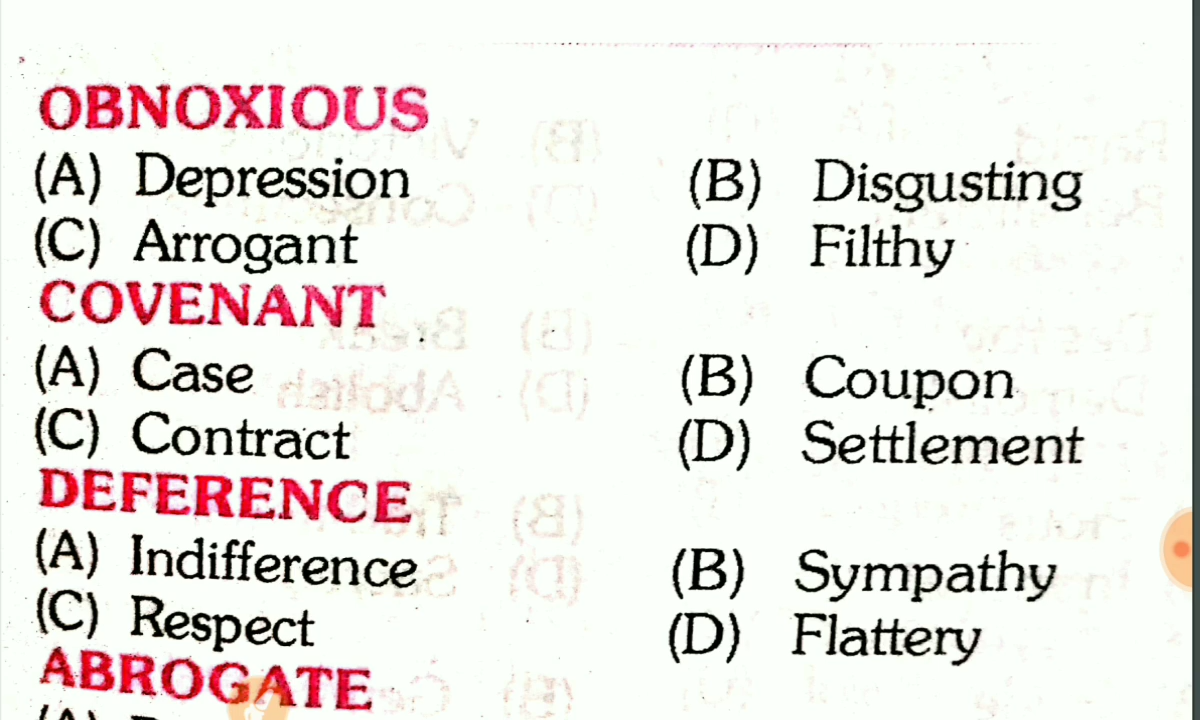 OBNOXIOUS
(A) Depression (B) Disgusting
(C) Arrogant (D) Filthy
COVENANT
(A) Case (B) Coupon
(C) Contract (D) Settlement
DEFERENCE
(A) Indifference (B) Sympathy
(C) Respect (D) Flattery
ABROGATE